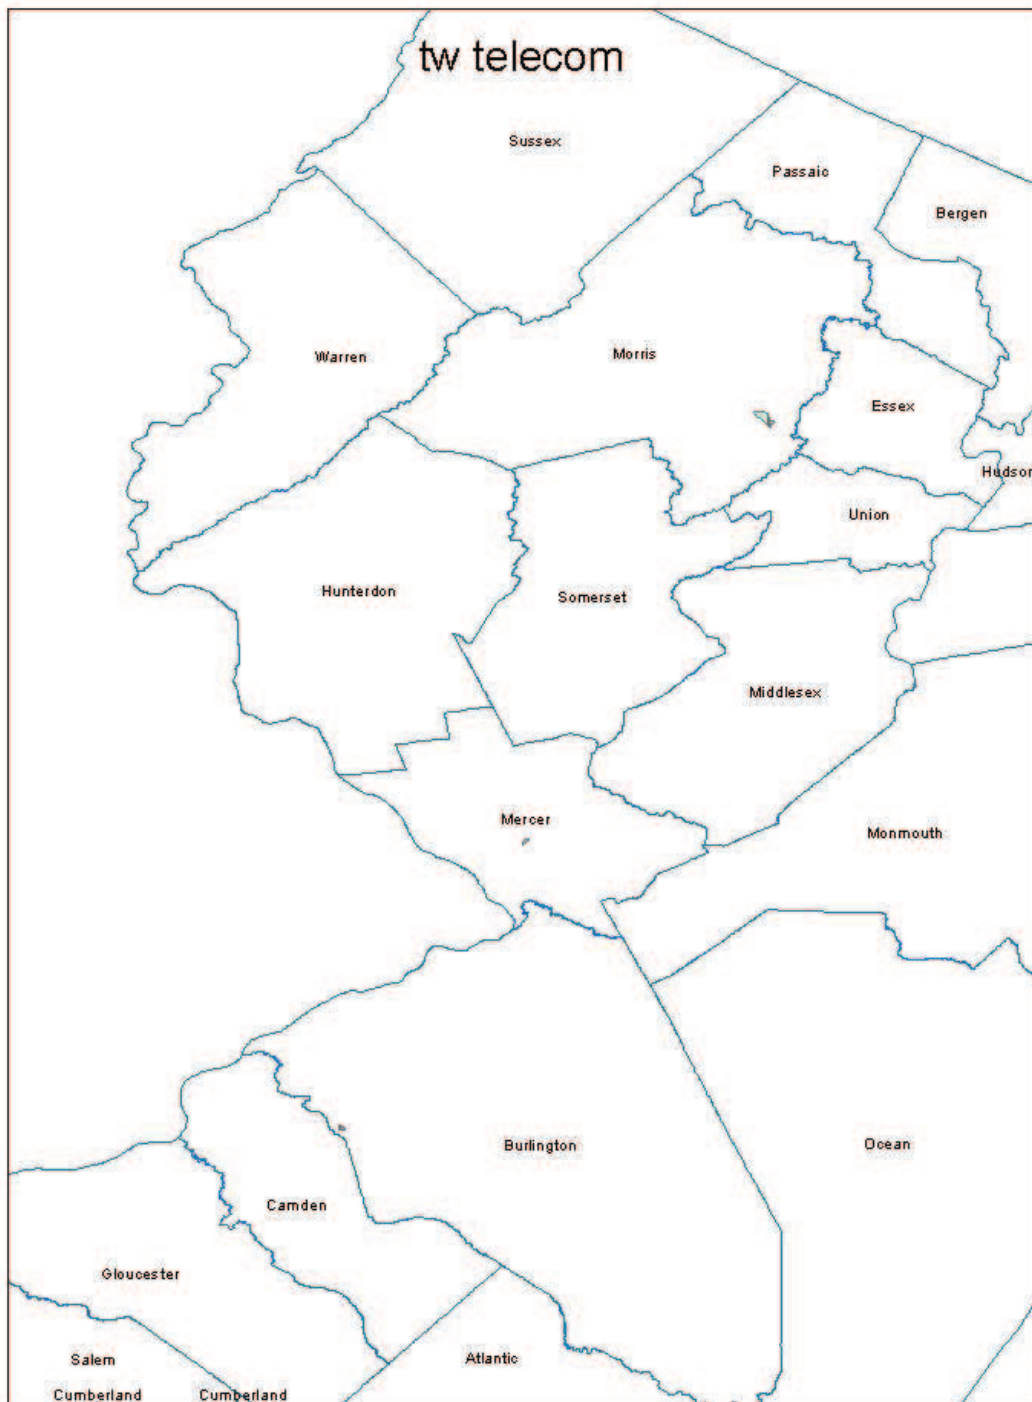 tw telecom
Sussex
Passaic
Bergen
Warren
Morris
Essex
Hudson
Union
Hunterdon
Somerset
Middlesex
Mercer
Monmouth
Burlington
Ocean
Camden
Gloucester
Salem
Atlantic
Cumberland
Cumberland